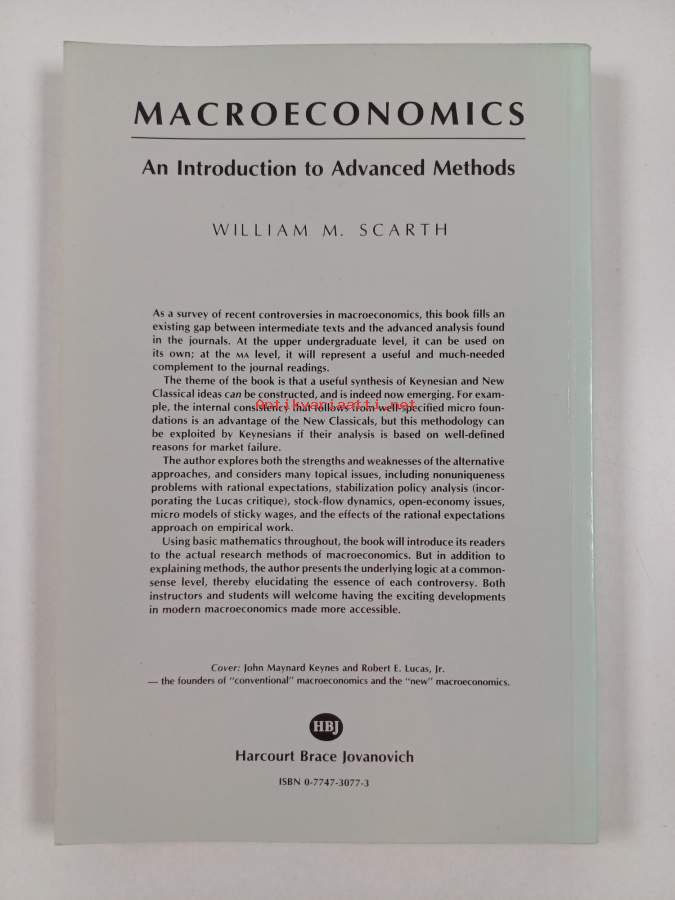 MACROECONOMICS
An Introduction to Advanced Methods
WILLIAM M. SCARTH
As a survey of recent controversies in macroeconomics, this book fills an
existing gap between intermediate texts and the advanced analysis found
in the journals. At the upper undergraduate level, it can be used on
its own; at the MA level, it will represent a useful and much-needed
complement to the journal readings.
The theme of the book is that a useful synthesis of Keynesian and New
Classical ideas can be constructed, and is indeed now emerging. For exam-
ple, the internal consistency that follows from well-specified micro foun-
Antikvariaatti.net
dations is an advantage of the New Classicals, but this methodology can
be exploited by Keynesians if their analysis is based on well-defined
reasons for market failure.
The author explores both the strengths and weaknesses of the alternative
approaches, and considers many topical issues, including nonuniqueness
problems with rational expectations, stabilization policy analysis (incor-
porating the Lucas critique), stock-flow dynamics, open-economy issues,
micro models of sticky wages, and the effects of the rational expectations
approach on empirical work.
Using basic mathematics throughout, the book will introduce its readers
to the actual research methods of macroeconomics. But in addition to
explaining methods, the author presents the underlying logic at a common-
sense level, thereby elucidating the essence of each controversy. Both
instructors and students will welcome having the exciting developments
in modern macroeconomics made more accessible.
Cover: John Maynard Keynes and Robert E. Lucas, Jr.
— the founders of "conventional" macroeconomics and the "new" macroeconomics.
HBJ
Harcourt Brace Jovanovich
ISBN 0-7747-3077-3